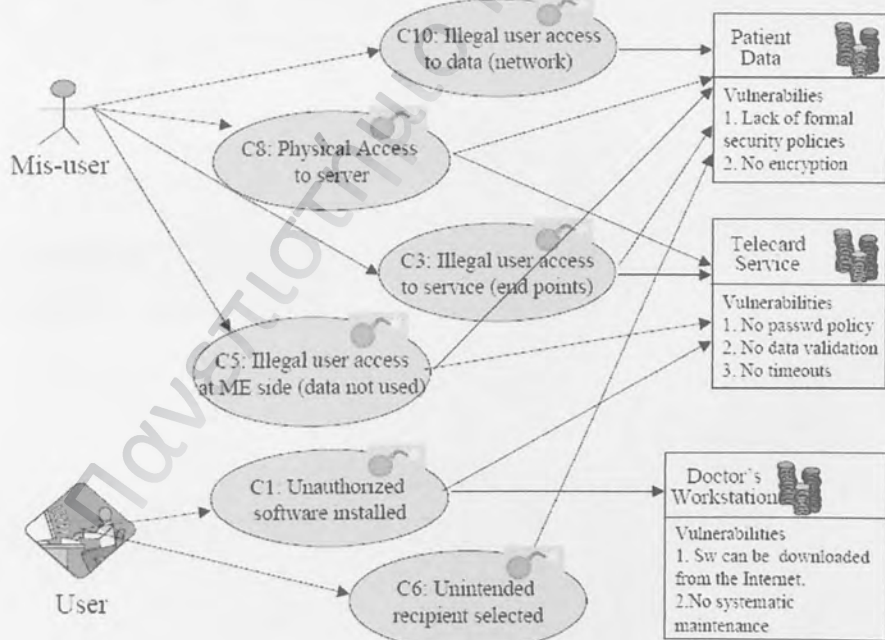 C10: Illegal user access
to data (network)
Patient
Data
Vulnerabilies
1. Lack of formal
security policies
2. No encryption
Mis-user
C8: Physical Access
to server
C3: Illegal user access
to service (end points)
Telecard
Service
Vulnerabilities
1. No passwd policy
2. No data validation
3. No timeouts
C5: Illegal user access
at ME side (data not used)
C1: Unauthorized
software installed
Doctor's
Workstation
Vulnerabilities
1. Sw can be downloaded
from the Internet.
2.No systematic
maintenance
User
C6: Unintended
recipient selected
Πανεπιστήμιο